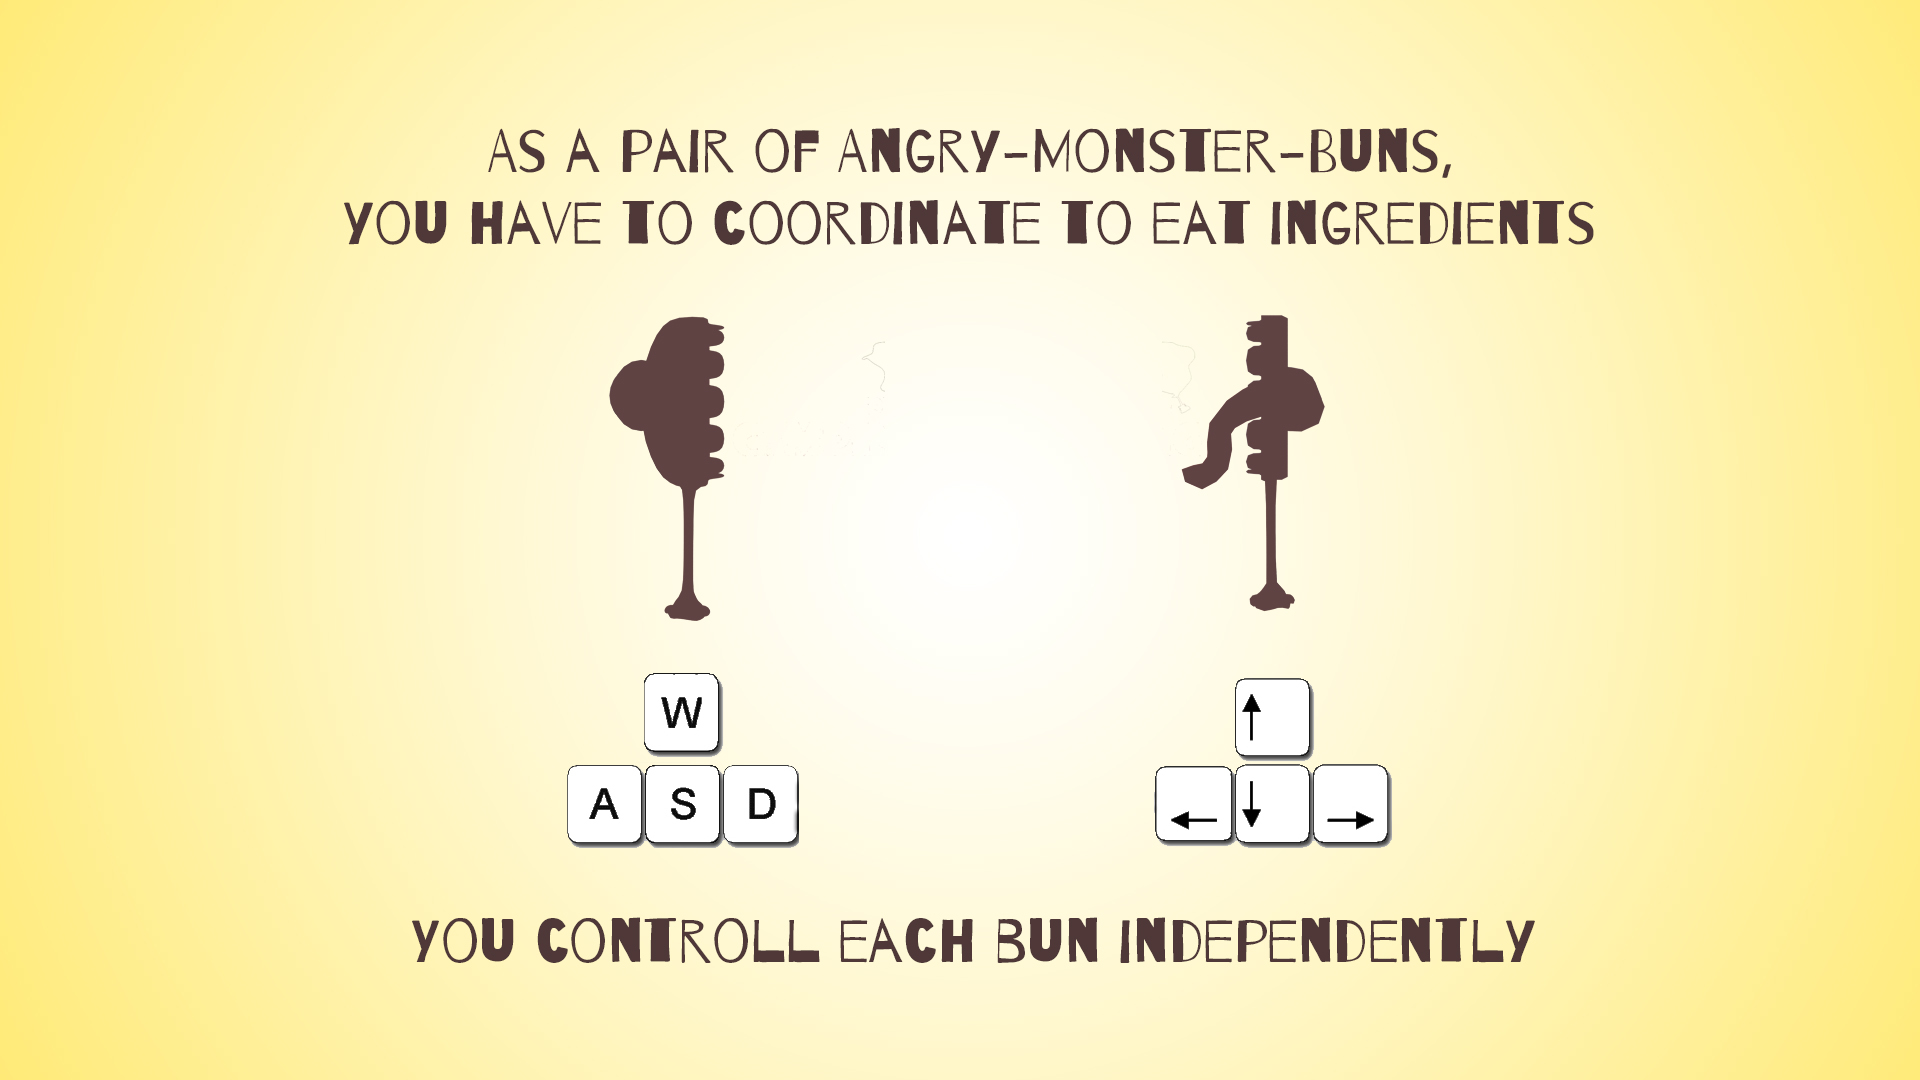 AS A PAIR OF ANGRY-MONSTER-BUNS,
YOU HAVE TO COORDINATE TO EAT INGREDIENTS
W
↑
A S D
← ↓ →
YOU CONTROLL EACH BUN INDEPENDENTLY